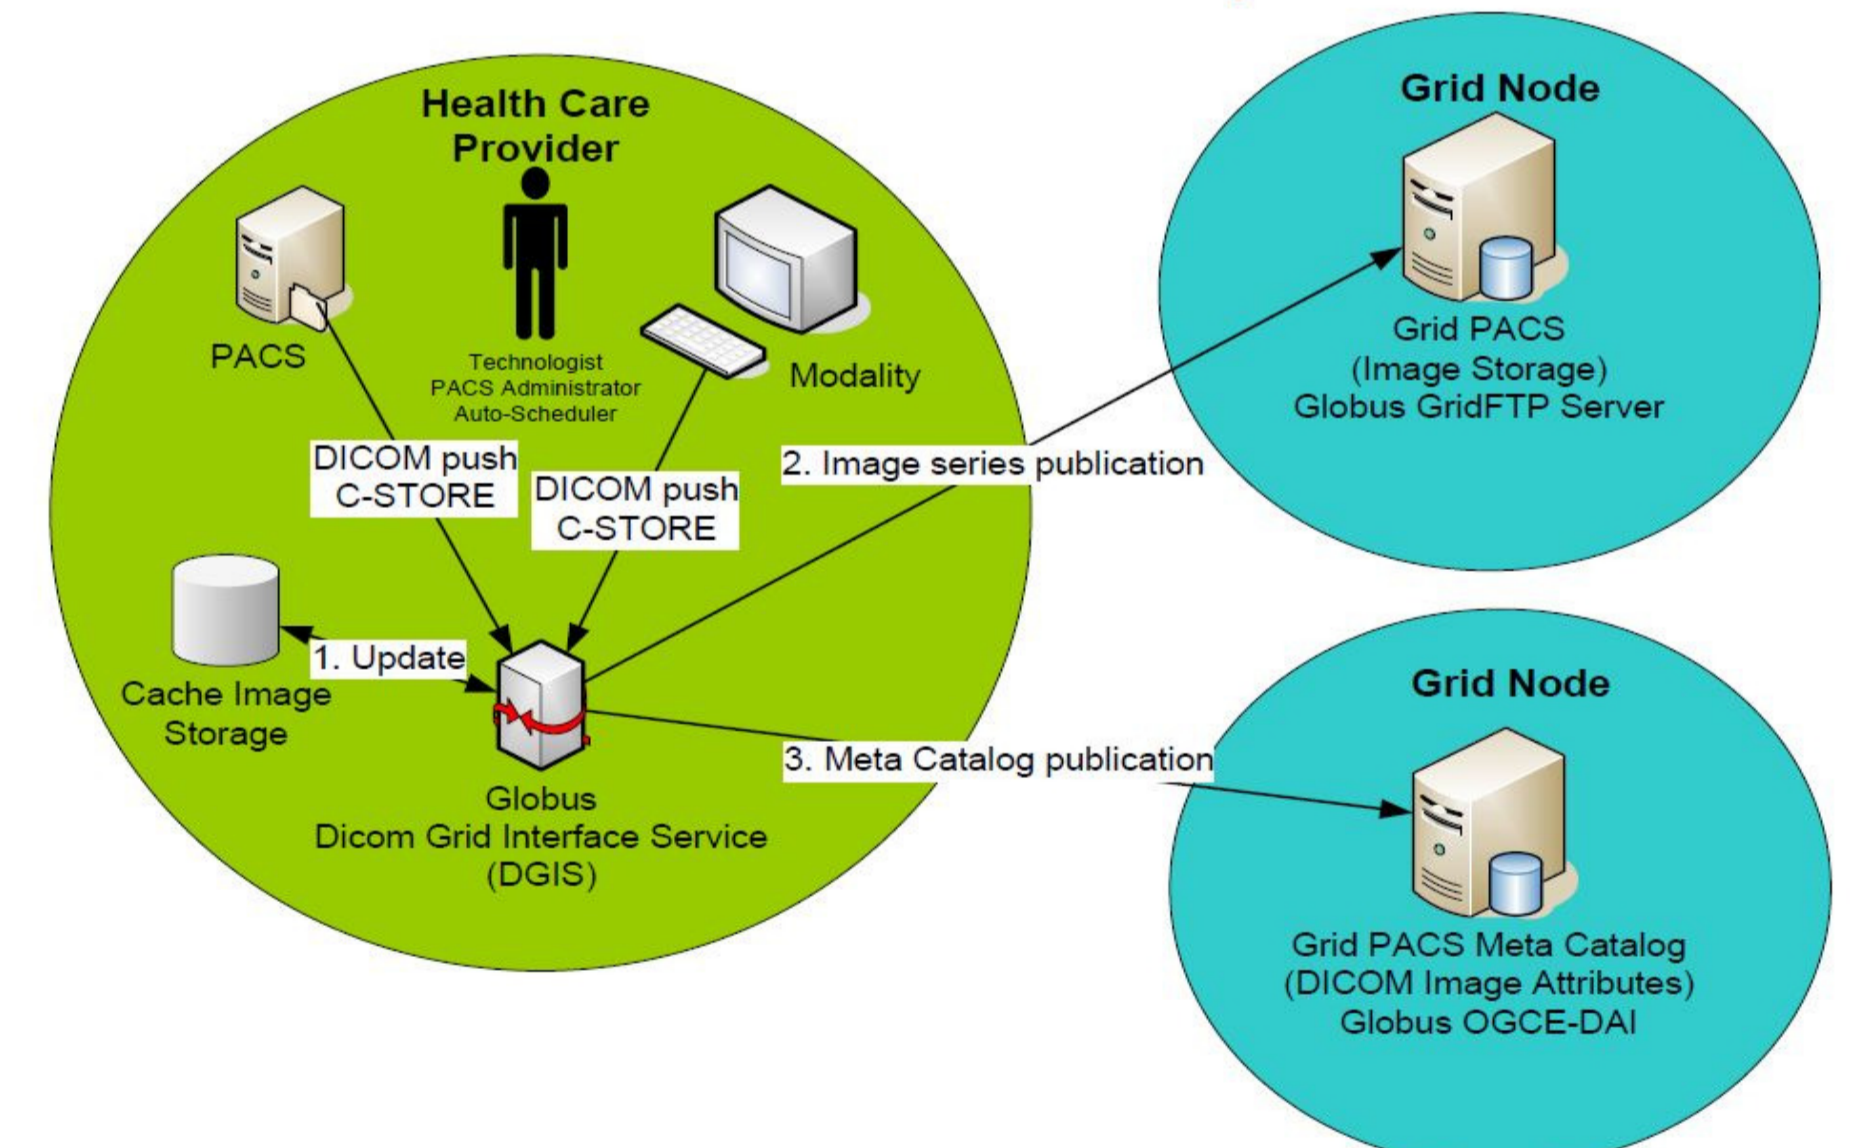 Health Care
Provider
PACS
Technologist
PACS Administrator
Auto-Scheduler
Modality
DICOM push
C-STORE
DICOM push
C-STORE
1. Update
Cache Image
Storage
Globus
Dicom Grid Interface Service
(DGIS)
2. Image series publication
3. Meta Catalog publication
Grid Node
Grid PACS
(Image Storage)
Globus GridFTP Server
Grid Node
Grid PACS Meta Catalog
(DICOM Image Attributes)
Globus OGCE-DAI